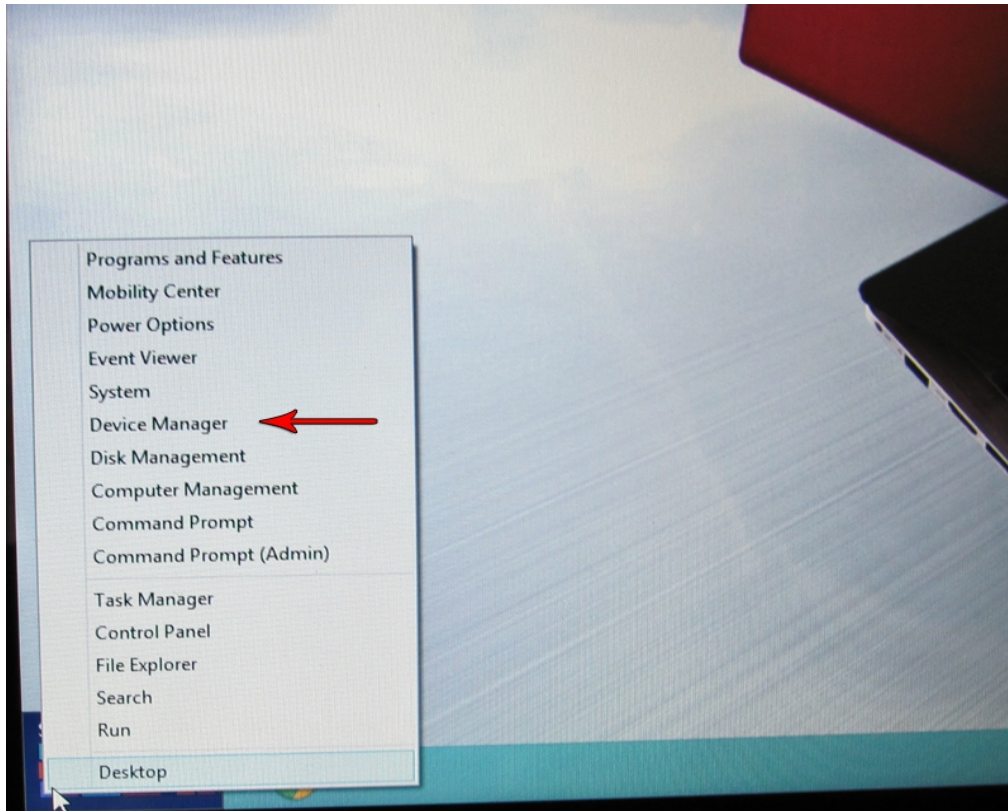 Programs and Features
Mobility Center
Power Options
Event Viewer
System
Device Manager
Disk Management
Computer Management
Command Prompt
Command Prompt (Admin)
Task Manager
Control Panel
File Explorer
Search
Run
Desktop